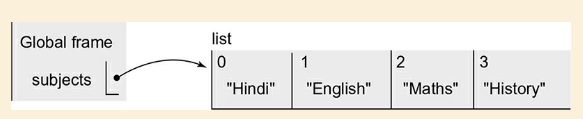 list
Global frame
0 1 2 3
subjects
"Hindi" "English" "Maths" "History"